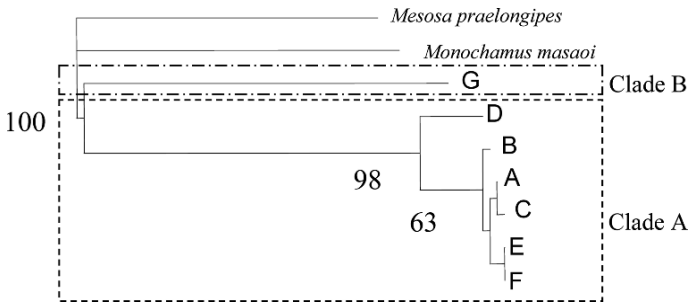 Mesosa praelongipes
Monochamus masaoi
G
Clade B
100
D
B
98
A
C
63
Clade A
E
F